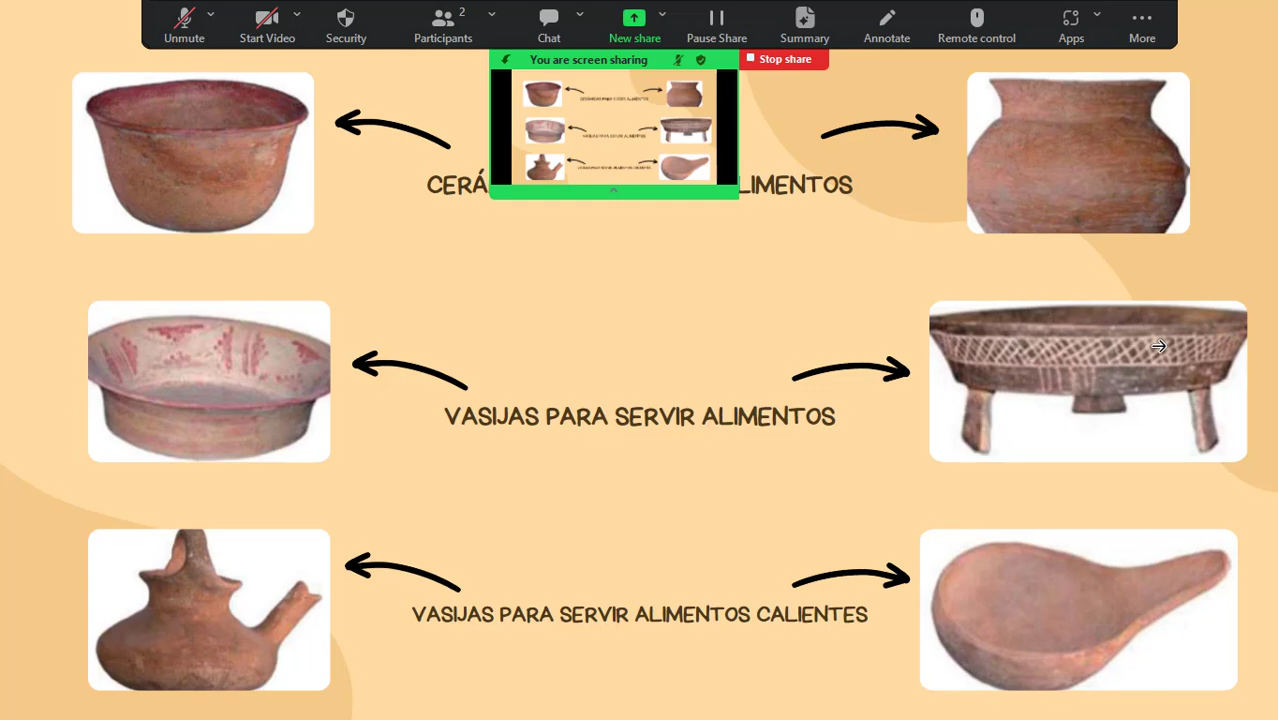 Unmute
Start Video
Security
Participants
2
Chat
New share
Pause Share
Summary
Annotate
Remote control
Apps
More
You are screen sharing
Stop share
CERÁ
LIMENTOS
VASIJAS PARA SERVIR ALIMENTOS
VASIJAS PARA SERVIR ALIMENTOS CALIENTES